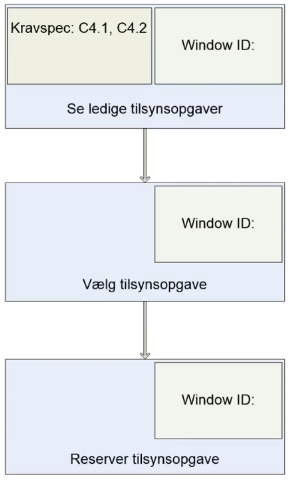 Kravspec: C4.1, C4.2
Window ID:
Se ledige tilsynsopgaver
Window ID:
Vælg tilsynsopgave
Window ID:
Reserver tilsynsopgave